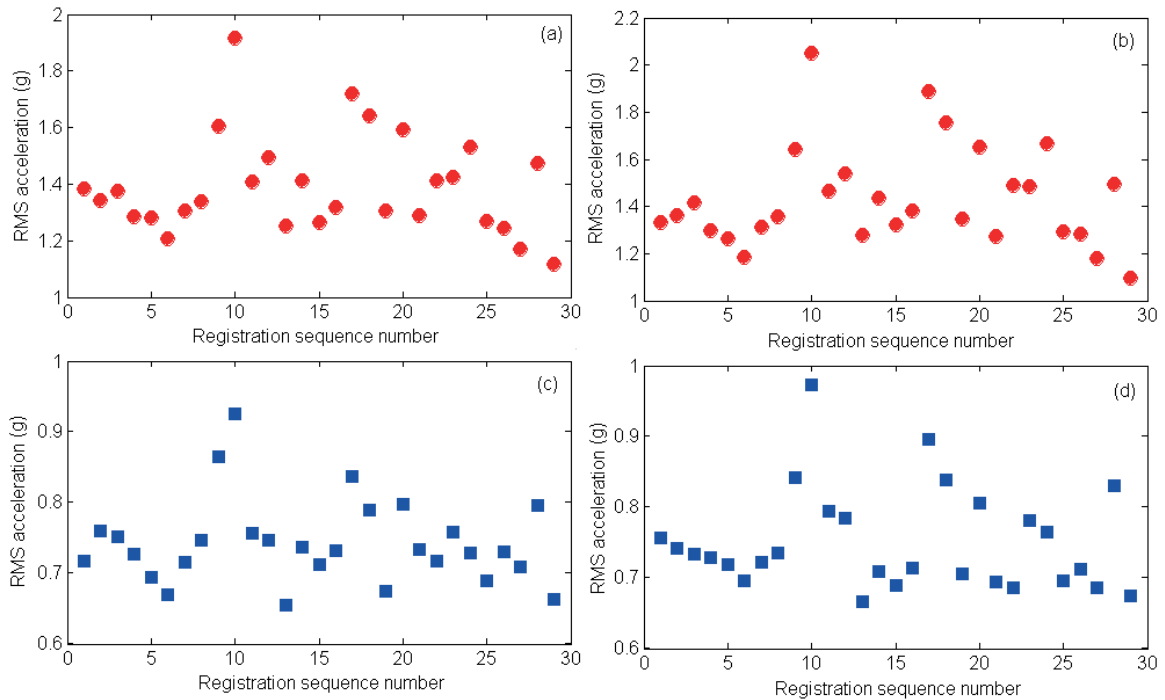 2
1.8
1.6
1.4
1.2
1
RMS acceleration (g)
(a)
0 5 10 15 20 25 30
Registration sequence number
2.2
2
1.8
1.6
1.4
1.2
1
RMS acceleration (g)
(b)
0 5 10 15 20 25 30
Registration sequence number
1
0.9
0.8
0.7
0.6
RMS acceleration (g)
(c)
0 5 10 15 20 25 30
Registration sequence number
1
0.9
0.8
0.7
0.6
RMS acceleration (g)
(d)
0 5 10 15 20 25 30
Registration sequence number